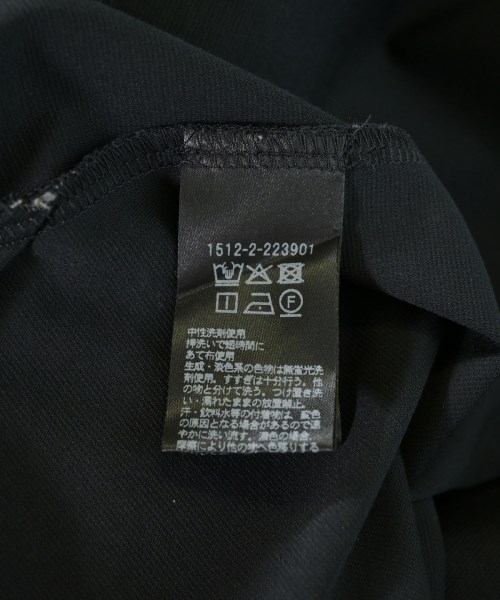 1512-2-223901
F
中性洗剤使用
押洗いで短時間に
あて布使用
生成・淡色系の色物は無蛍光洗
剤使用。すすぎは十分行う。他
の物と分けて洗う。つけ置き洗
い・濡れたままの放置禁止。
汗・飲料水等の付着物は、変色
の原因となる場合があるので速
やかに洗い流す。濃色の場合、
摩擦により他の物へ色移りする